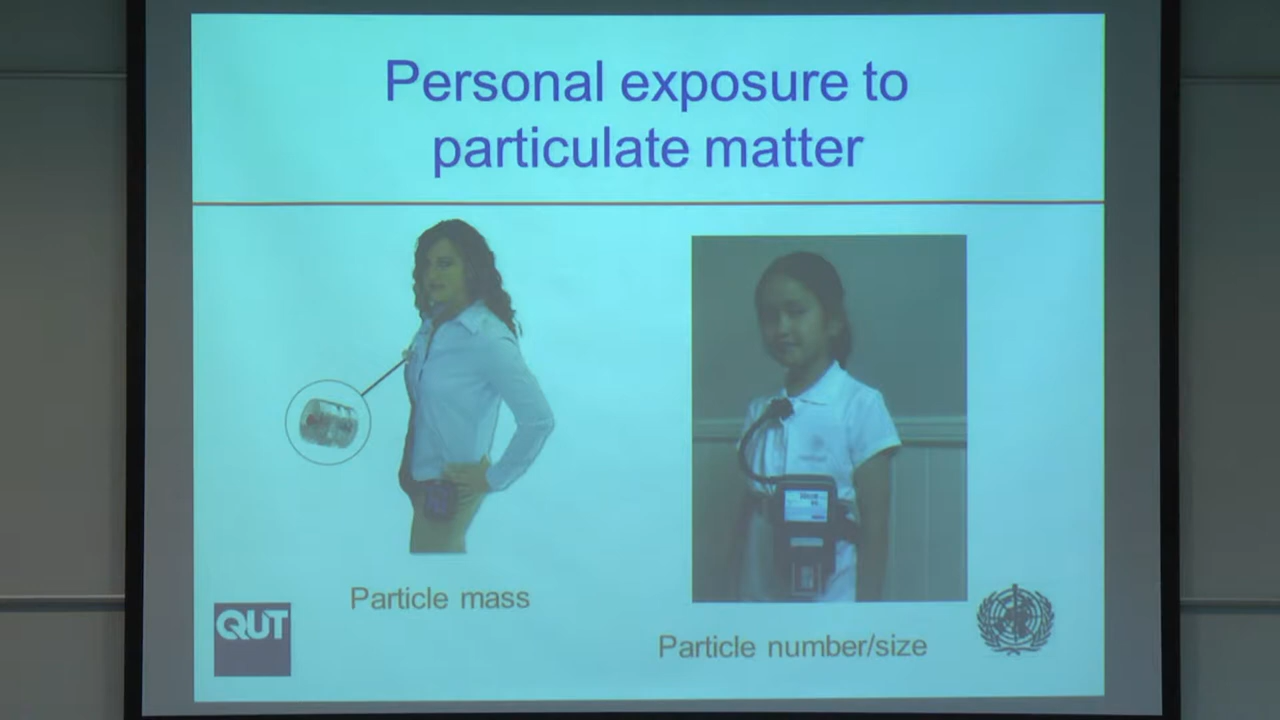 Personal exposure to
particulate matter
Particle mass
Particle number/size
QUT